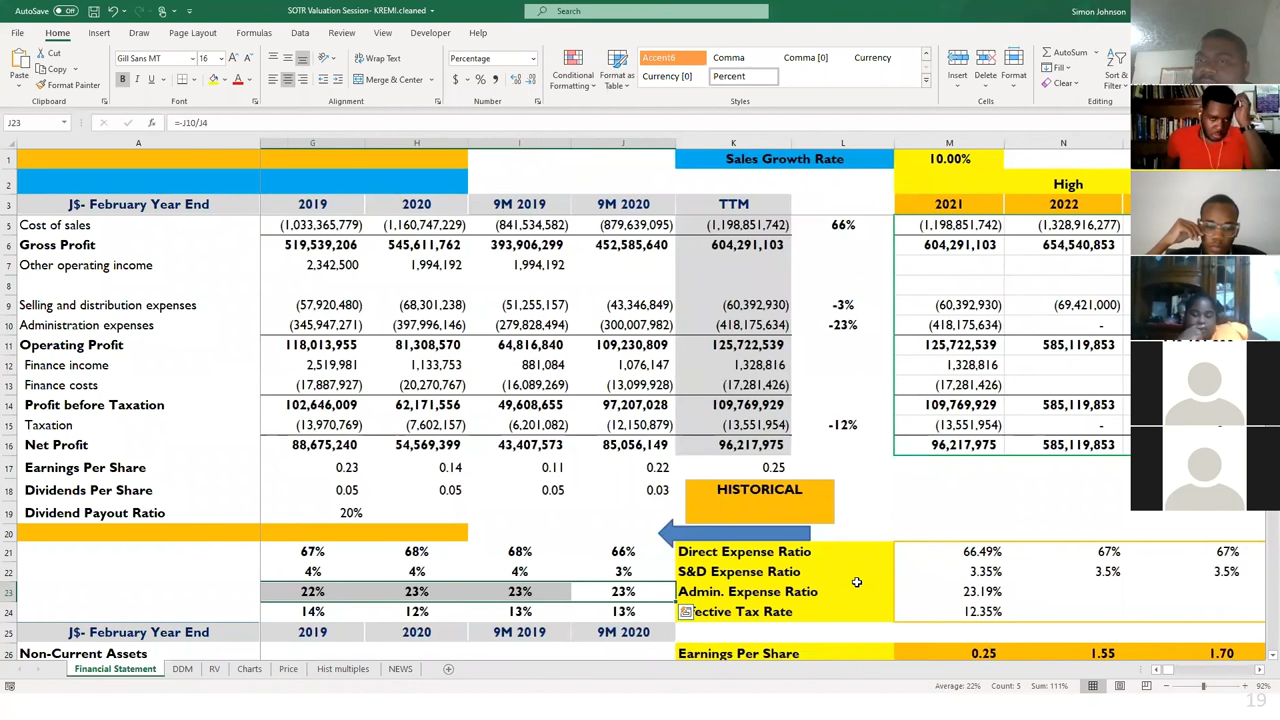 AutoSave Off SOTR Valuation Session- KREMI.cleaned Search Simon Johnson
File Home Insert Draw Page Layout Formulas Data Review View Developer Help
Cut Copy Format Painter Paste Gill Sans MT 16 Wrap Text Merge & Center Percentage Conditional Formatting Format as Table Accent6 Comma Comma [0] Currency Currency [0] Percent Insert Delete Format AutoSum Fill Clear Sort & Filter
Clipboard Font Alignment Number Styles Cells Editing
J23 =-J10/J4
A G H I J K L M N
1 Sales Growth Rate 10.00%
2 High
3 J$- February Year End 2019 2020 9M 2019 9M 2020 TTM 2021 2022
5 Cost of sales (1,033,365,779) (1,160,747,229) (841,534,582) (879,639,095) (1,198,851,742) 66% (1,198,851,742) (1,328,916,277)
6 Gross Profit 519,539,206 545,611,762 393,906,299 452,585,640 604,291,103 604,291,103 654,540,853
7 Other operating income 2,342,500 1,994,192 1,994,192
8
9 Selling and distribution expenses (57,920,480) (68,301,238) (51,255,157) (43,346,849) (60,392,930) -3% (60,392,930) (69,421,000)
10 Administration expenses (345,947,271) (397,996,146) (279,828,494) (300,007,982) (418,175,634) -23% (418,175,634) -
11 Operating Profit 118,013,955 81,308,570 64,816,840 109,230,809 125,722,539 125,722,539 585,119,853
12 Finance income 2,519,981 1,133,753 881,084 1,076,147 1,328,816 1,328,816
13 Finance costs (17,887,927) (20,270,767) (16,089,269) (13,099,928) (17,281,426) (17,281,426)
14 Profit before Taxation 102,646,009 62,171,556 49,608,655 97,207,028 109,769,929 109,769,929 585,119,853
15 Taxation (13,970,769) (7,602,157) (6,201,082) (12,150,879) (13,551,954) -12% (13,551,954) -
16 Net Profit 88,675,240 54,569,399 43,407,573 85,056,149 96,217,975 96,217,975 585,119,853
17 Earnings Per Share 0.23 0.14 0.11 0.22 0.25
18 Dividends Per Share 0.05 0.05 0.05 0.03 HISTORICAL
19 Dividend Payout Ratio 20%
20
21 67% 68% 68% 66% Direct Expense Ratio 66.49% 67% 67%
22 4% 4% 4% 3% S&D Expense Ratio 3.35% 3.5% 3.5%
23 22% 23% 23% 23% Admin. Expense Ratio 23.19%
24 14% 12% 13% 13% ective Tax Rate 12.35%
25 J$- February Year End 2019 2020 9M 2019 9M 2020
26 Non-Current Assets Earnings Per Share 0.25 1.55 1.70
Financial Statement DDM RV Charts Price Hist multiples NEWS
Average: 22% Count: 5 Sum: 111% 92%
19